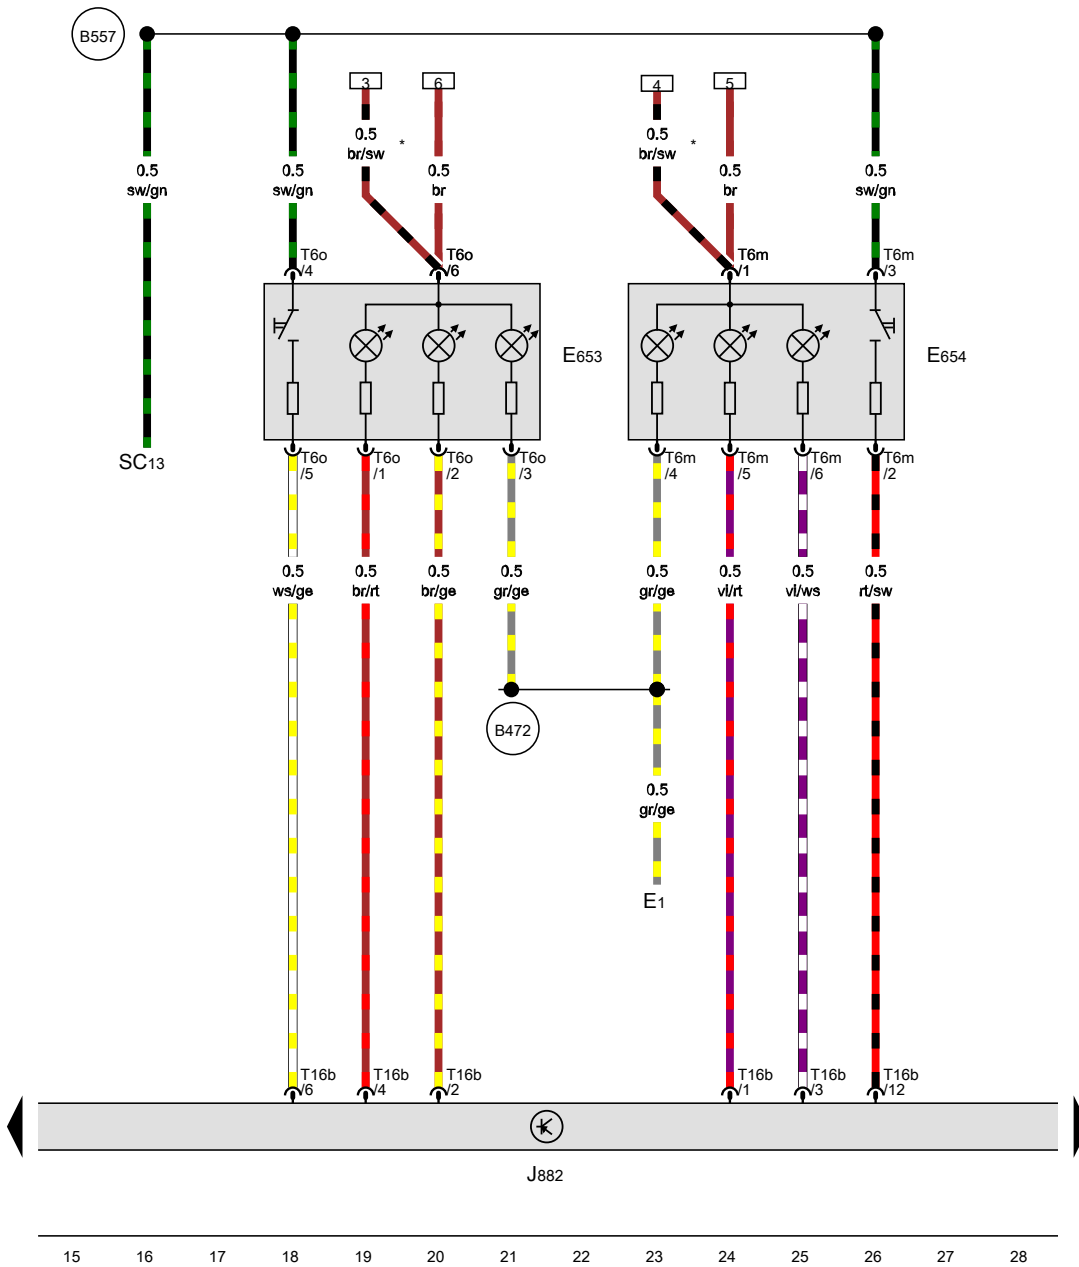 B557
3
6
4
5
0.5
br/sw
*
0.5
br/sw
*
0.5
sw/gn
0.5
sw/gn
0.5
br
0.5
br
0.5
sw/gn
T6o
/4
T6o
/6
T6m
/1
T6m
/3
E653
E654
SC13
T6o
/5
T6o
/1
T6o
/2
T6o
/3
T6m
/4
T6m
/5
T6m
/6
T6m
/2
0.5
ws/ge
0.5
br/rt
0.5
br/ge
0.5
gr/ge
0.5
gr/ge
0.5
vi/rt
0.5
vi/ws
0.5
rt/sw
B472
0.5
gr/ge
E1
T16b
/6
T16b
/4
T16b
/2
T16b
/1
T16b
/3
T16b
/12
J882
15 16 17 18 19 20 21 22 23 24 25 26 27 28